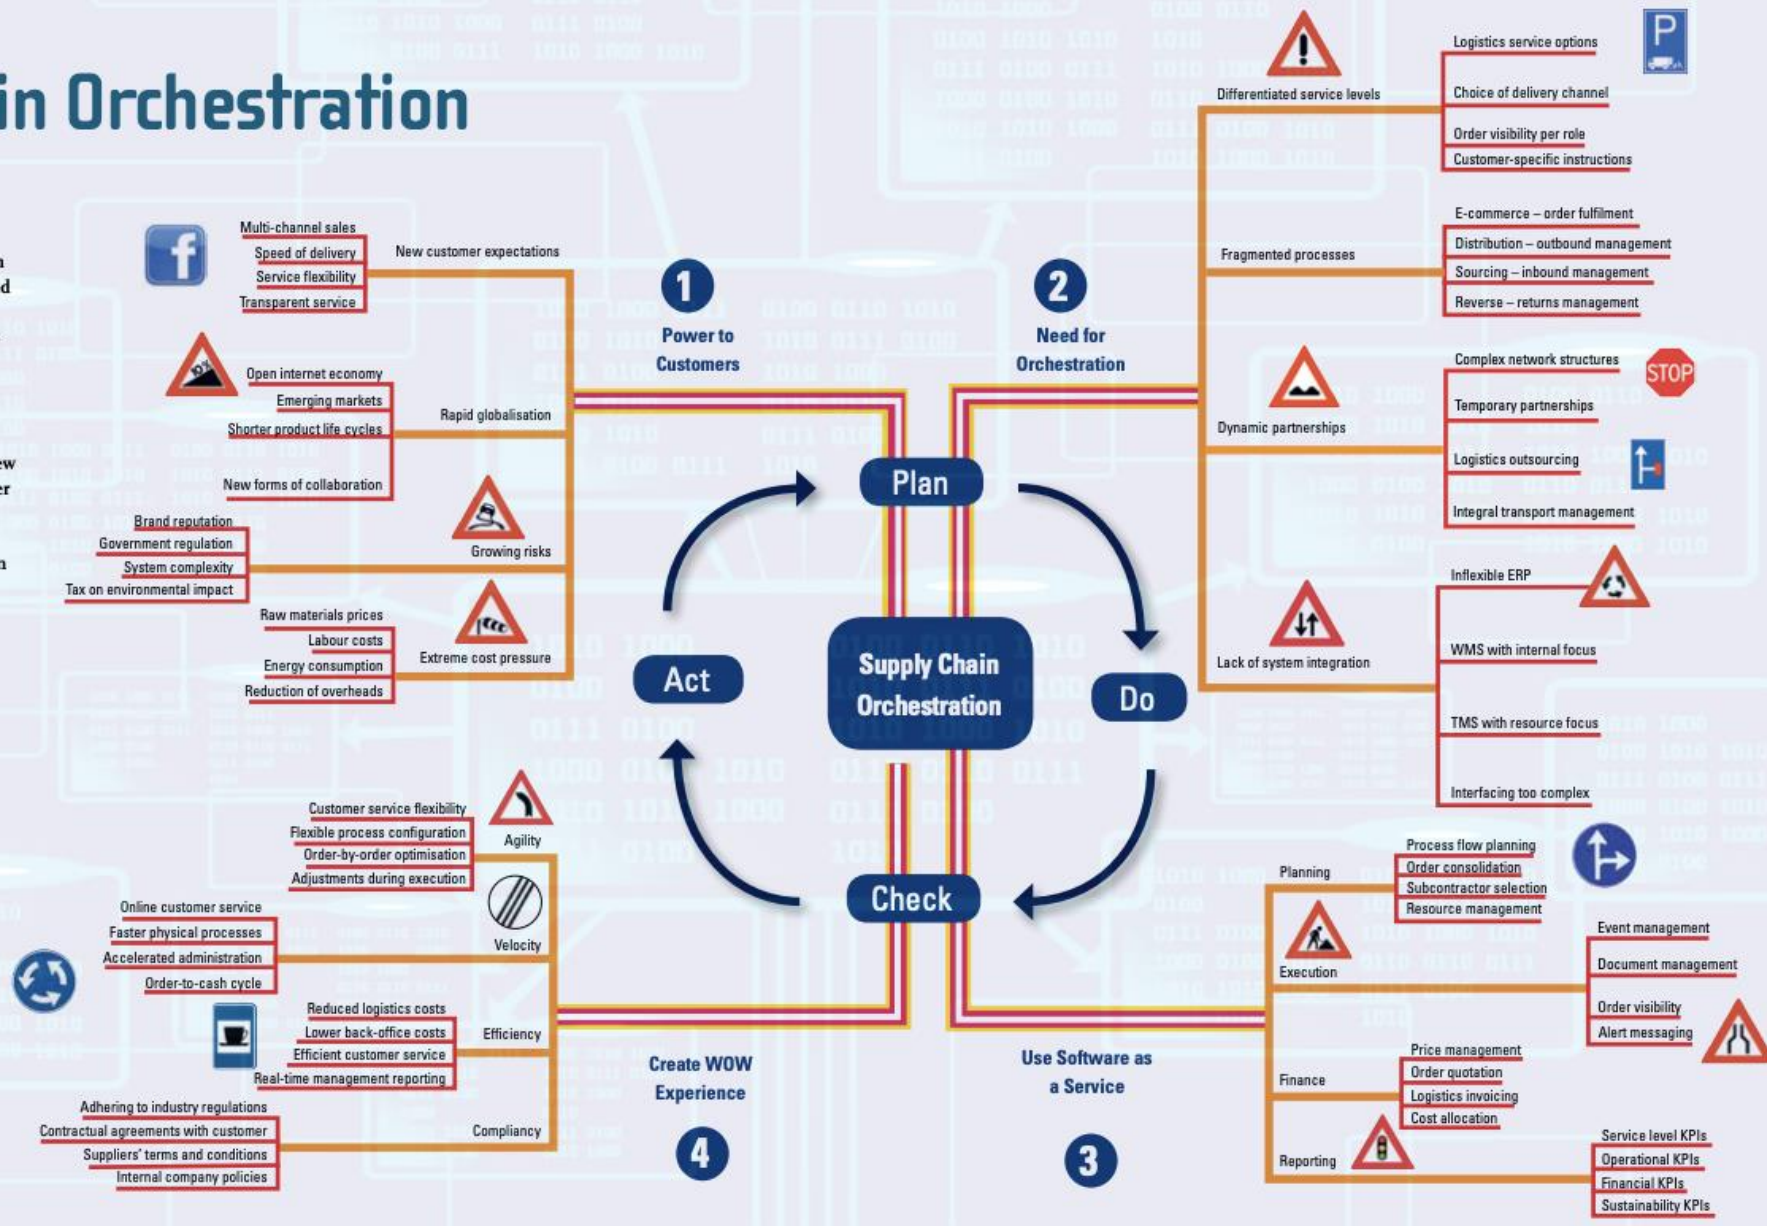 in Orchestration
n
d
ew
er
n
1
Power to
Customers
New customer expectations
Multi-channel sales
Speed of delivery
Service flexibility
Transparent service
f
Rapid globalisation
10%
Open internet economy
Emerging markets
Shorter product life cycles
New forms of collaboration
Growing risks
Brand reputation
Government regulation
System complexity
Tax on environmental impact
Extreme cost pressure
Raw materials prices
Labour costs
Energy consumption
Reduction of overheads
2
Need for
Orchestration
Differentiated service levels
Logistics service options
Choice of delivery channel
Order visibility per role
Customer-specific instructions
P
Fragmented processes
E-commerce – order fulfilment
Distribution – outbound management
Sourcing – inbound management
Reverse – returns management
Dynamic partnerships
Complex network structures
Temporary partnerships
Logistics outsourcing
Integral transport management
STOP
Lack of system integration
Inflexible ERP
WMS with internal focus
TMS with resource focus
Interfacing too complex
Plan
Do
Check
Act
Supply Chain
Orchestration
Use Software as
a Service
3
Planning
Process flow planning
Order consolidation
Subcontractor selection
Resource management
Execution
Event management
Document management
Order visibility
Alert messaging
Finance
Price management
Order quotation
Logistics invoicing
Cost allocation
Reporting
Service level KPIs
Operational KPIs
Financial KPIs
Sustainability KPIs
Create WOW
Experience
4
Agility
Customer service flexibility
Flexible process configuration
Order-by-order optimisation
Adjustments during execution
Velocity
Online customer service
Faster physical processes
Accelerated administration
Order-to-cash cycle
Efficiency
Reduced logistics costs
Lower back-office costs
Efficient customer service
Real-time management reporting
Compliancy
Adhering to industry regulations
Contractual agreements with customer
Suppliers' terms and conditions
Internal company policies